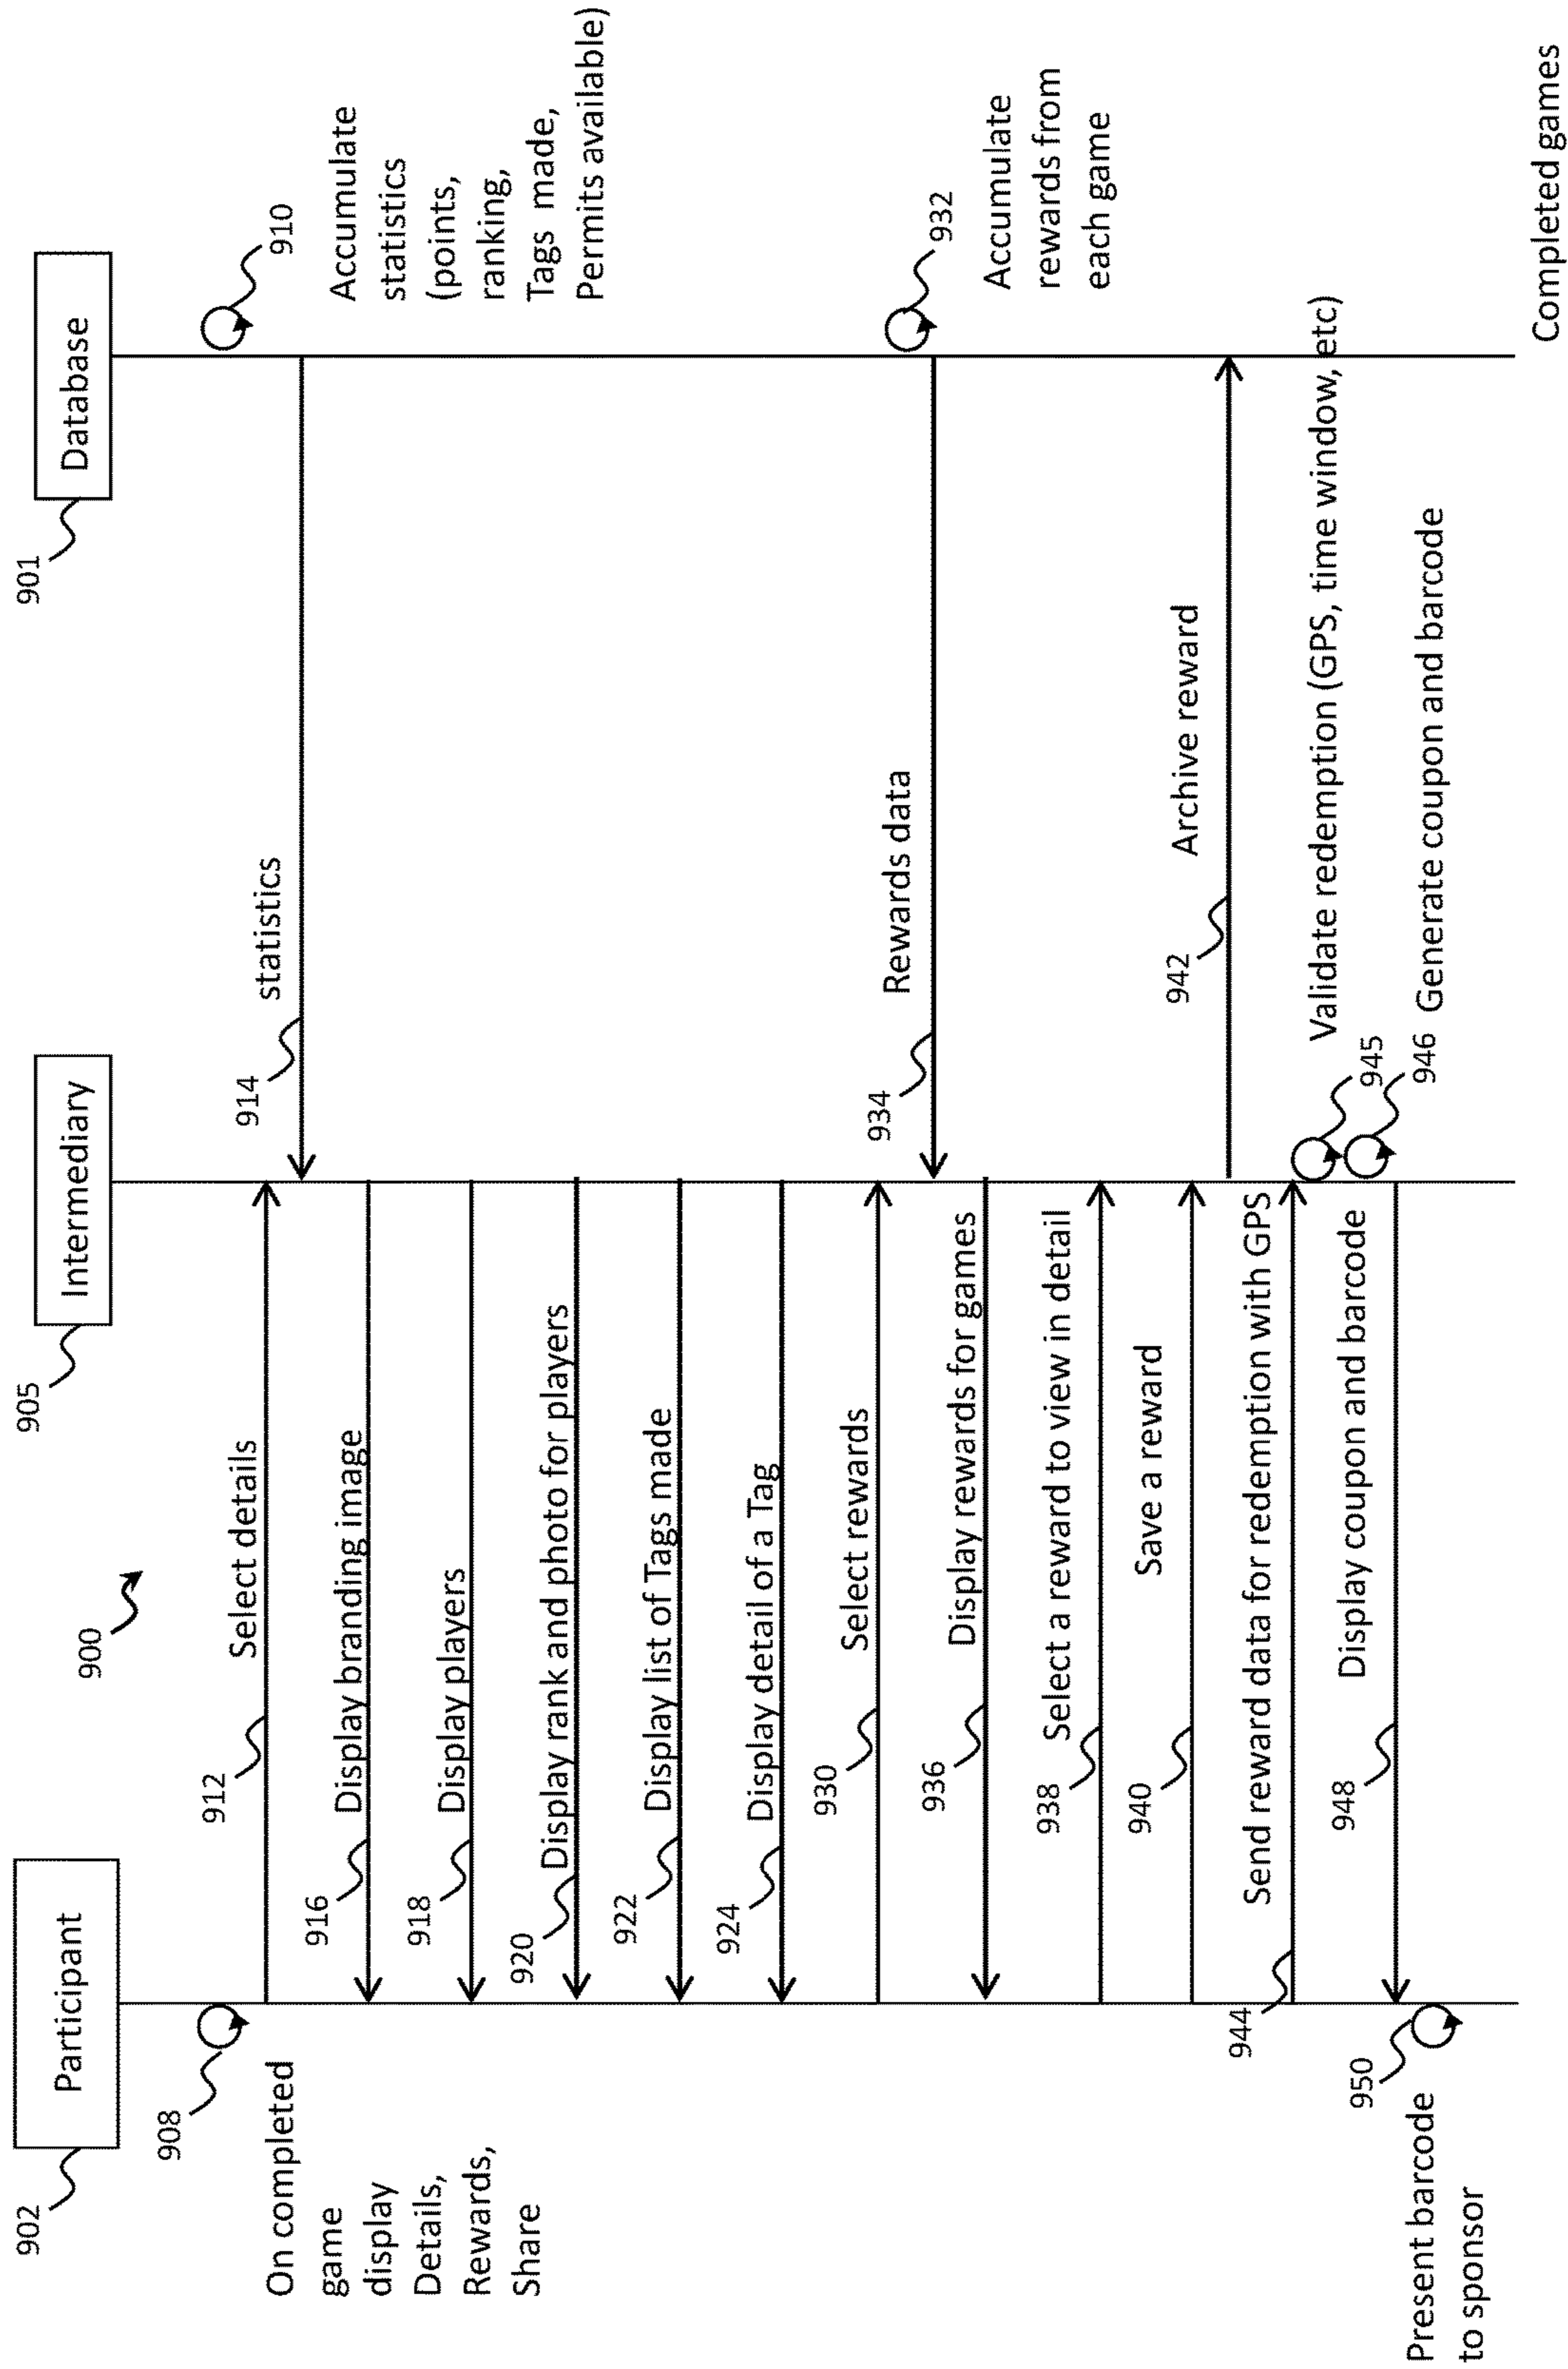 900
902
Participant
905
Intermediary
901
Database
908
On completed
game
display
Details,
Rewards,
Share
910
Accumulate
statistics
(points,
ranking,
Tags made,
Permits available)
912
Select details
914
statistics
916
Display branding image
918
Display players
920
Display rank and photo for players
922
Display list of Tags made
924
Display detail of a Tag
930
Select rewards
932
Accumulate
rewards from
each game
934
Rewards data
936
Display rewards for games
938
Select a reward to view in detail
940
Save a reward
942
Archive reward
944
Send reward data for redemption with GPS
Validate redemption (GPS, time window, etc)
945
946
Generate coupon and barcode
948
Display coupon and barcode
950
Present barcode
to sponsor
Completed games